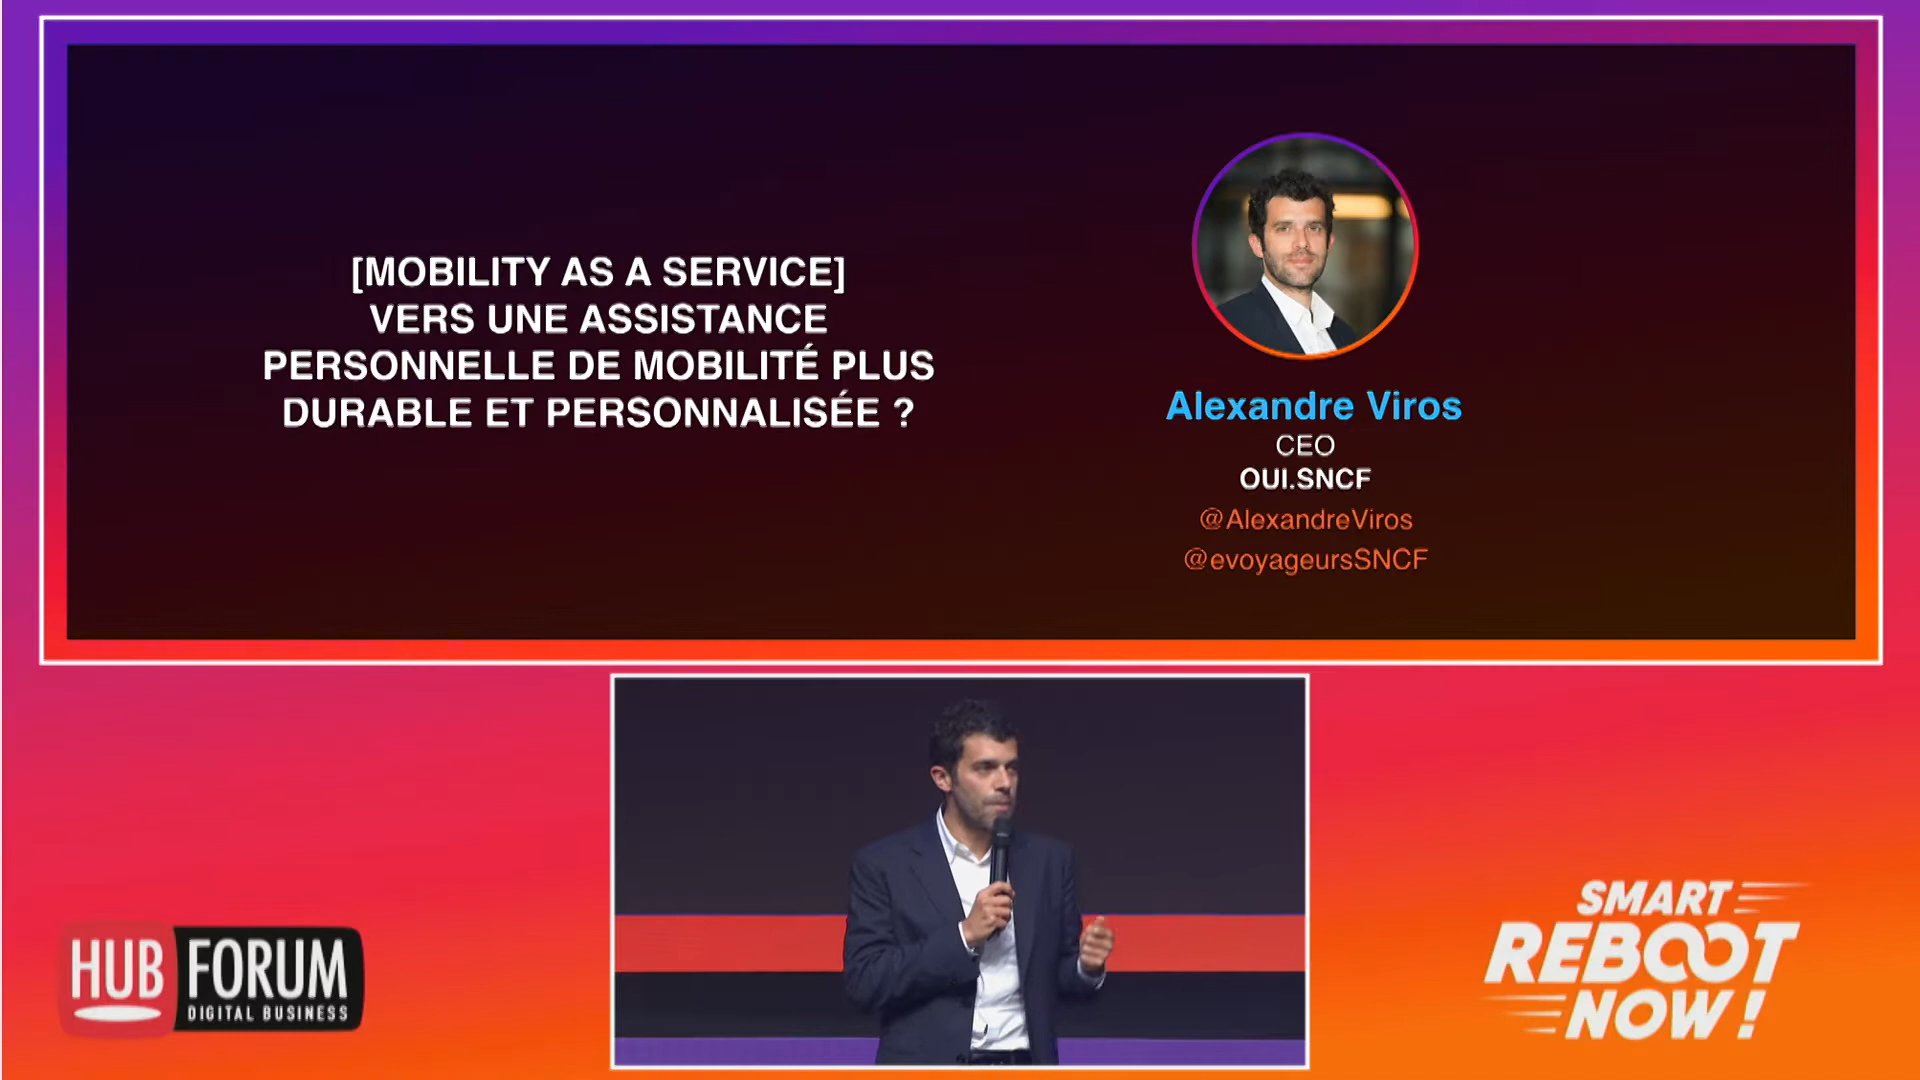 [MOBILITY AS A SERVICE]
VERS UNE ASSISTANCE
PERSONNELLE DE MOBILITÉ PLUS
DURABLE ET PERSONNALISÉE ?
Alexandre Viros
CEO
OUI.SNCF
@AlexandreViros
@evoyageursSNCF
HUB FORUM
DIGITAL BUSINESS
SMART
REBOOT
NOW !